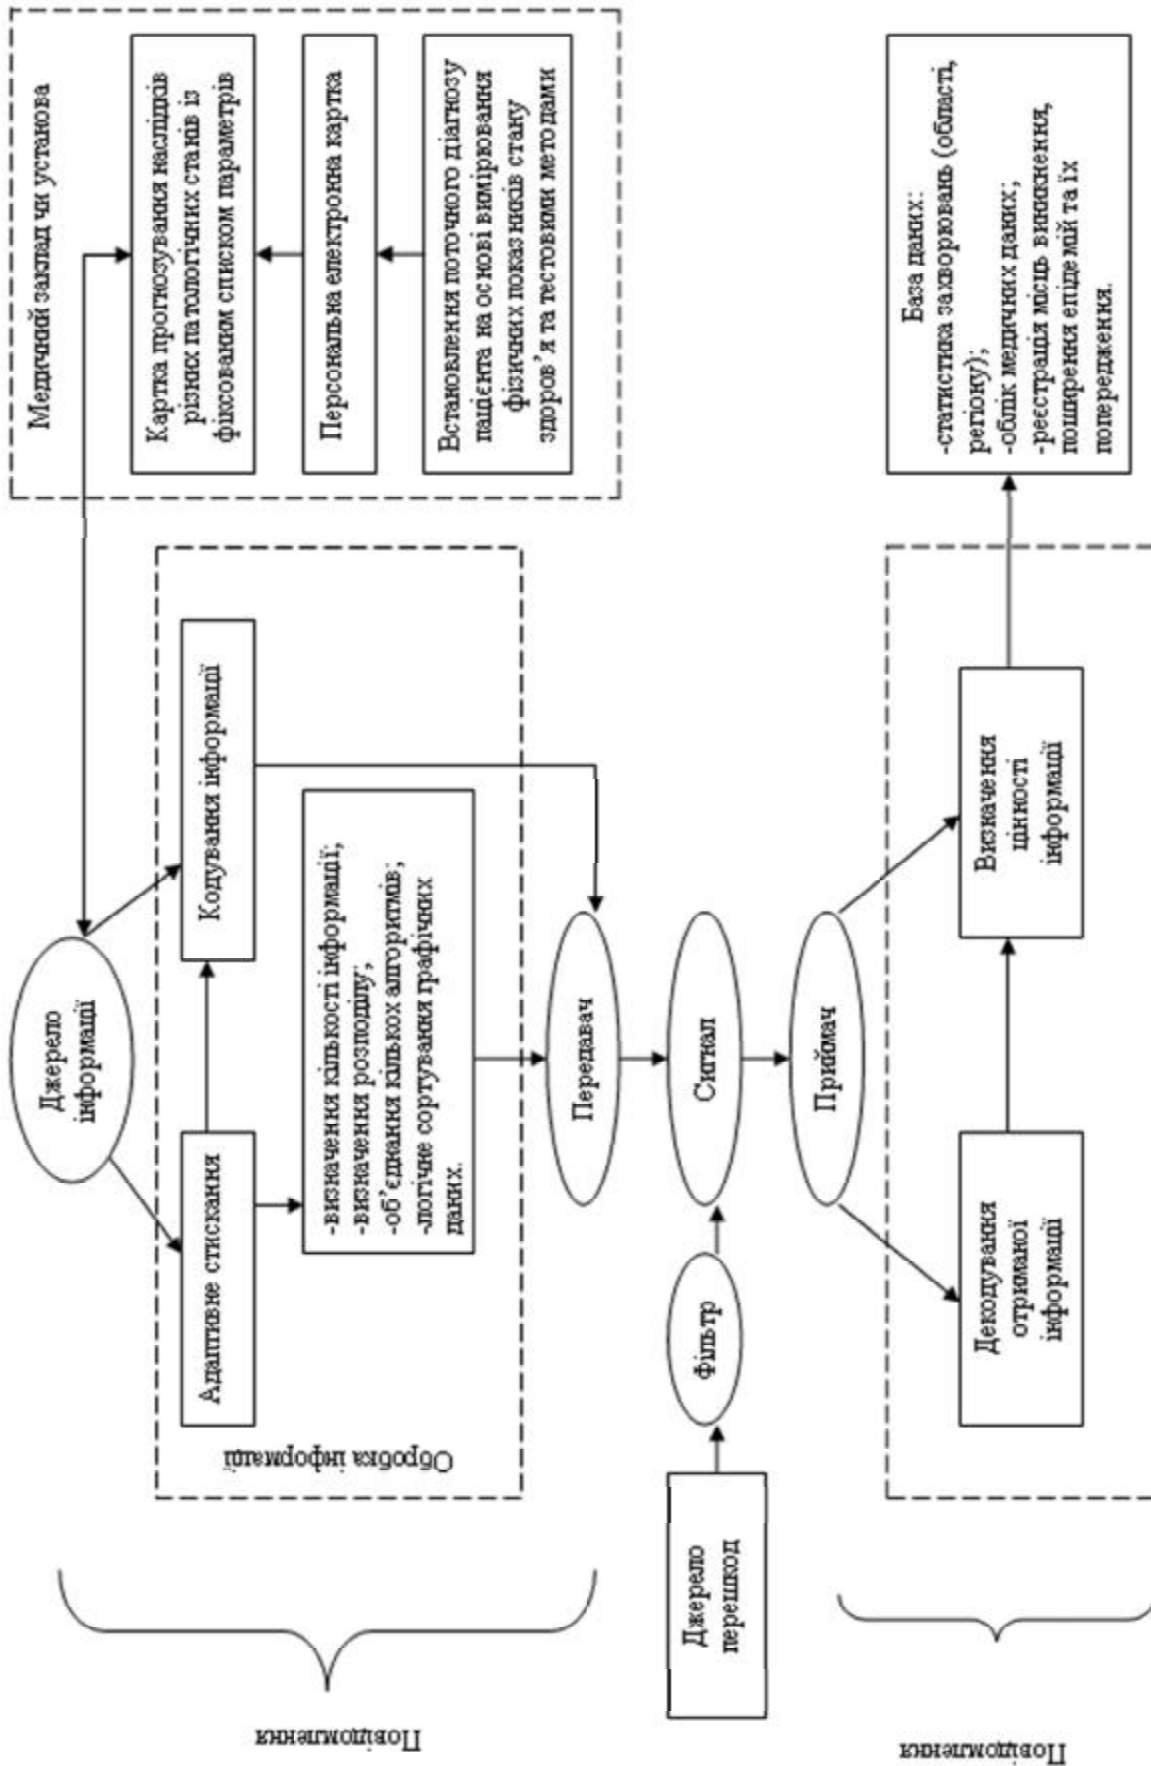 Медичний заклад чи установа
Картка прогнозування наслідків
різних патологічних станів із
фіксованим списком параметрів
Персональна електронна картка
Встановлення поточного діагнозу
пацієнта на основі вимірювання
фізичних показників стану
здоров'я та тестовими методами
Джерело
інформації
Адаптивне стискання
Кодування інформації
-визначення кількості інформації;
-визначення розподілу;
-об'єднання кількох алгоритмів;
-логічне сортування графічних
даних.
Обробка інформації
Повідомлення
Передавач
Джерело
перешкод
Фільтр
Сигнал
Приймач
Декодування
отриманої
інформації
Визначення
цінності
інформації
База даних:
-статистика захворювань (області,
регіону);
-облік медичних даних;
-реєстрація місць виникнення,
поширення епідемій та їх
попередження.
Повідомлення